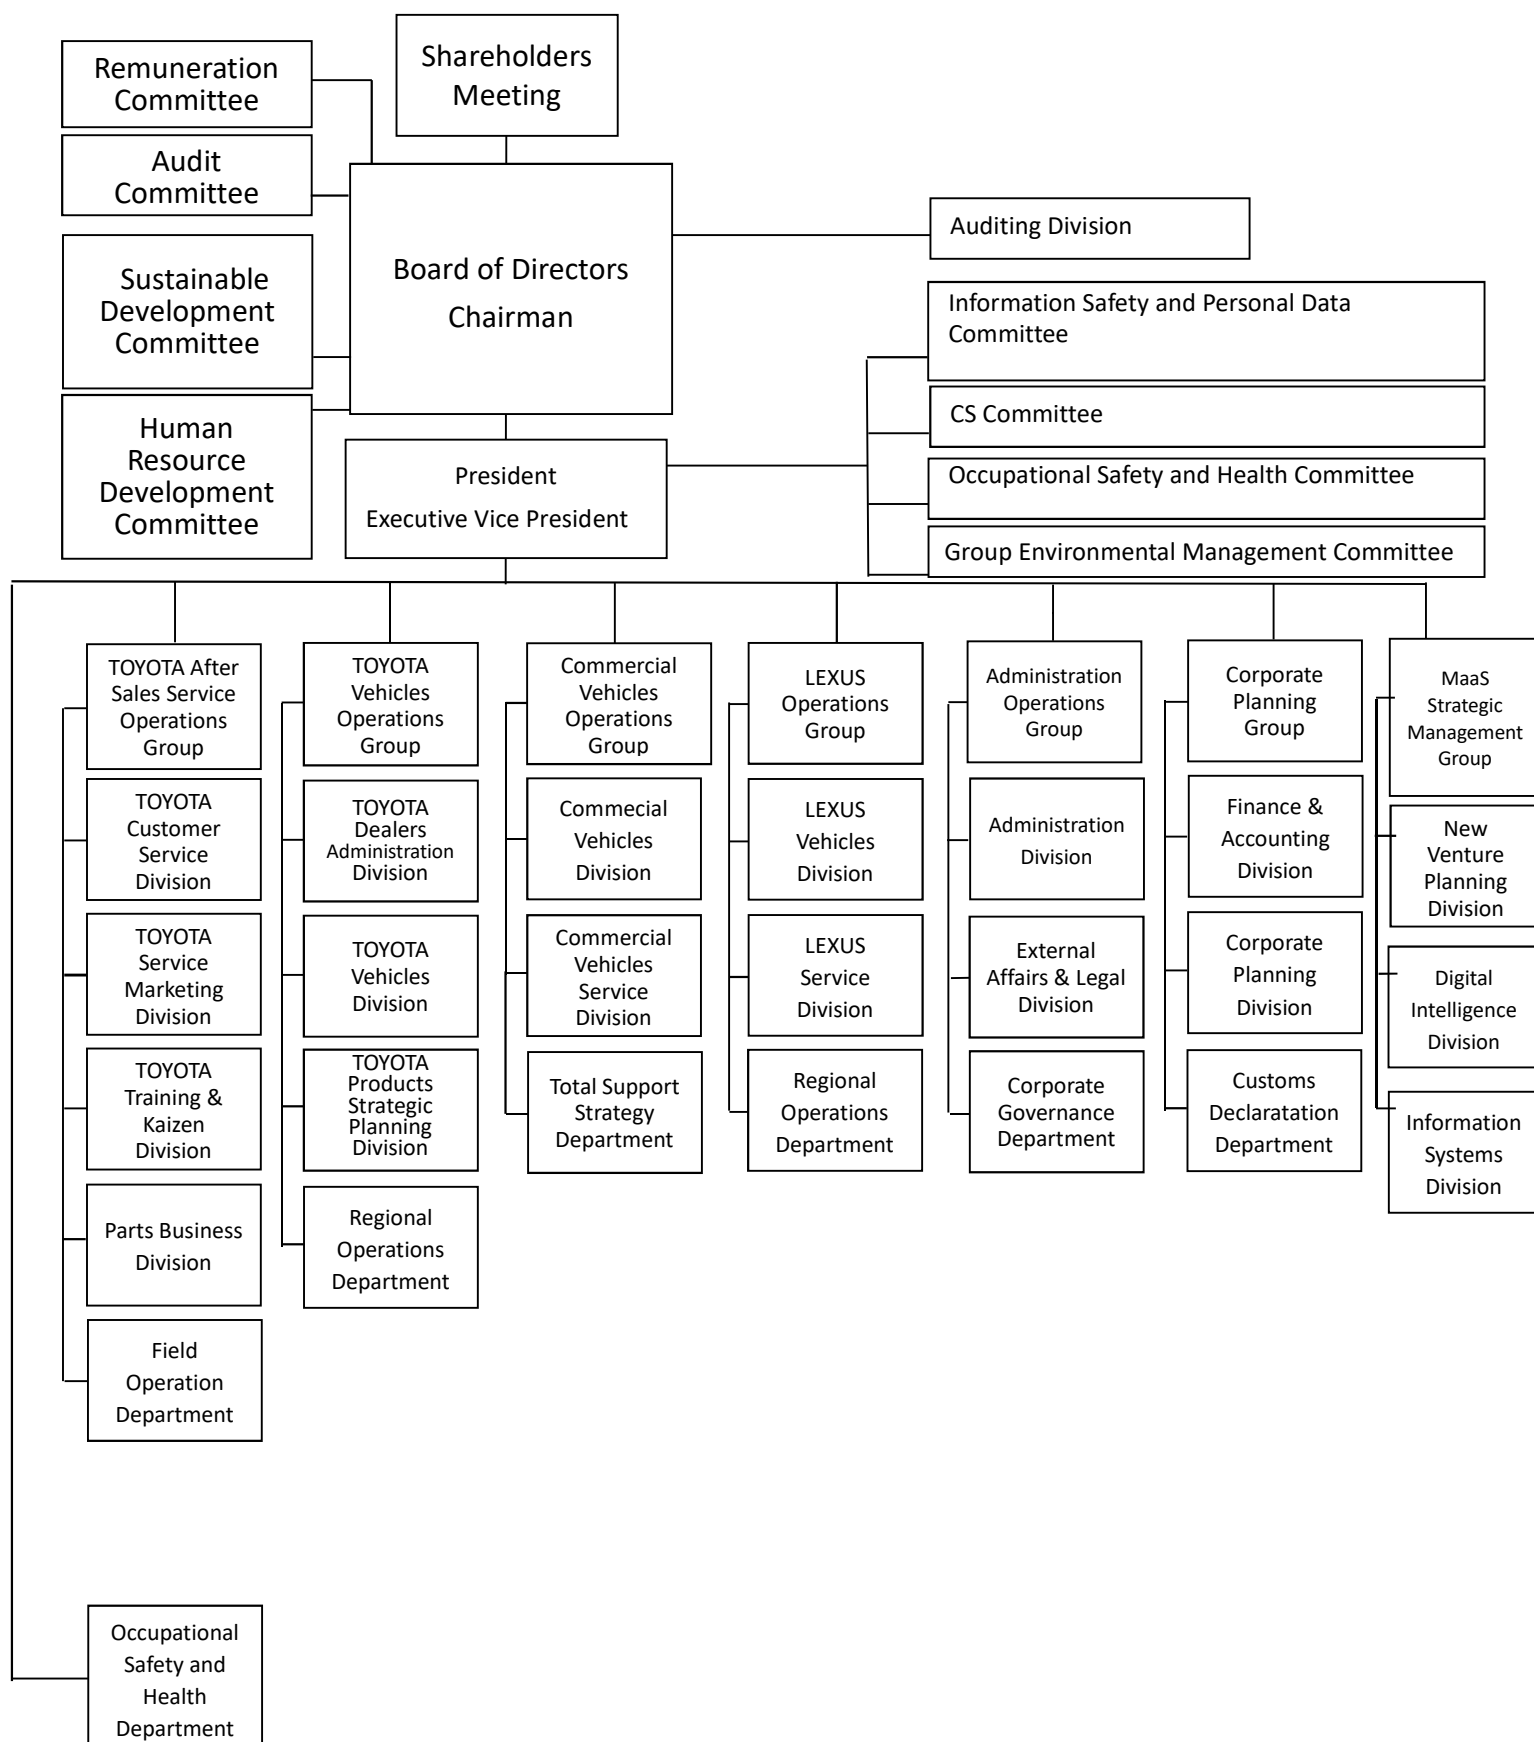 Shareholders
Meeting
Remuneration
Committee
Audit
Committee
Sustainable
Development
Committee
Human
Resource
Development
Committee
Board of Directors
Chairman
Auditing Division
Information Safety and Personal Data
Committee
CS Committee
Occupational Safety and Health Committee
Group Environmental Management Committee
President
Executive Vice President
TOYOTA After
Sales Service
Operations
Group
TOYOTA
Customer
Service
Division
TOYOTA
Service
Marketing
Division
TOYOTA
Training &
Kaizen
Division
Parts Business
Division
Field
Operation
Department
TOYOTA
Vehicles
Operations
Group
TOYOTA
Dealers
Administration
Division
TOYOTA
Vehicles
Division
TOYOTA
Products
Strategic
Planning
Division
Regional
Operations
Department
Commercial
Vehicles
Operations
Group
Commecial
Vehicles
Division
Commercial
Vehicles
Service
Division
Total Support
Strategy
Department
LEXUS
Operations
Group
LEXUS
Vehicles
Division
LEXUS
Service
Division
Regional
Operations
Department
Administration
Operations
Group
Administration
Division
External
Affairs & Legal
Division
Corporate
Governance
Department
Corporate
Planning
Group
Finance &
Accounting
Division
Corporate
Planning
Division
Customs
Declaratation
Department
MaaS
Strategic
Management
Group
New
Venture
Planning
Division
Digital
Intelligence
Division
Information
Systems
Division
Occupational
Safety and
Health
Department